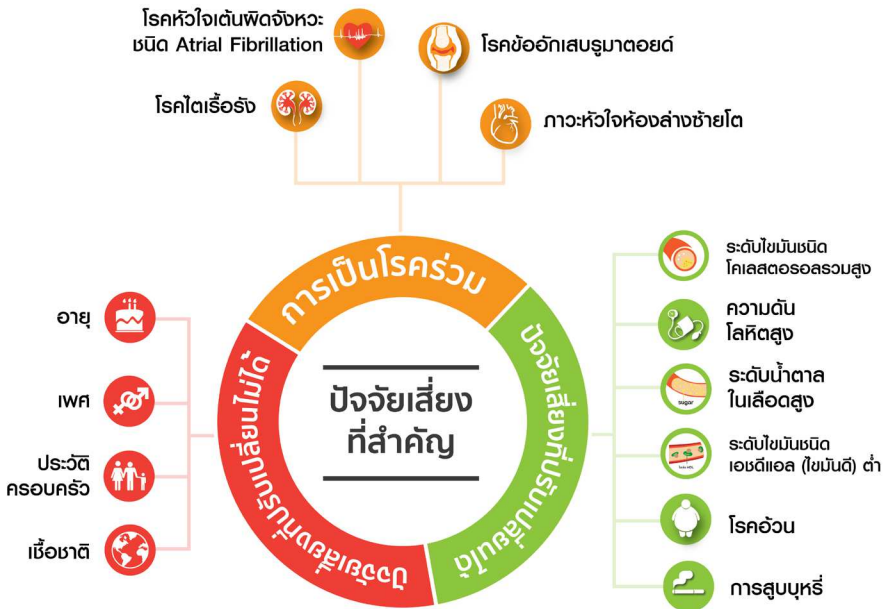 โรคหัวใจเต้นผิดจังหวะ
ชนิด Atrial Fibrillation
โรคข้ออักเสบรูมาตอยด์
โรคไตเรื้อรัง
ภาวะหัวใจห้องล่างซ้ายโต
การเป็นโรคร่วม
ปัจจัยเสี่ยงที่ปรับเปลี่ยนไม่ได้
ปัจจัยเสี่ยงที่ปรับเปลี่ยนได้
ปัจจัยเสี่ยง
ที่สำคัญ
อายุ
เพศ
ประวัติ
ครอบครัว
เชื้อชาติ
ระดับไขมันชนิด
โคเลสตอรอลรวมสูง
ความดัน
โลหิตสูง
ระดับน้ำตาล
ในเลือดสูง
sugar
ระดับไขมันชนิด
เอชดีแอล (ไขมันดี) ต่ำ
โรคอ้วน
การสูบบุหรี่